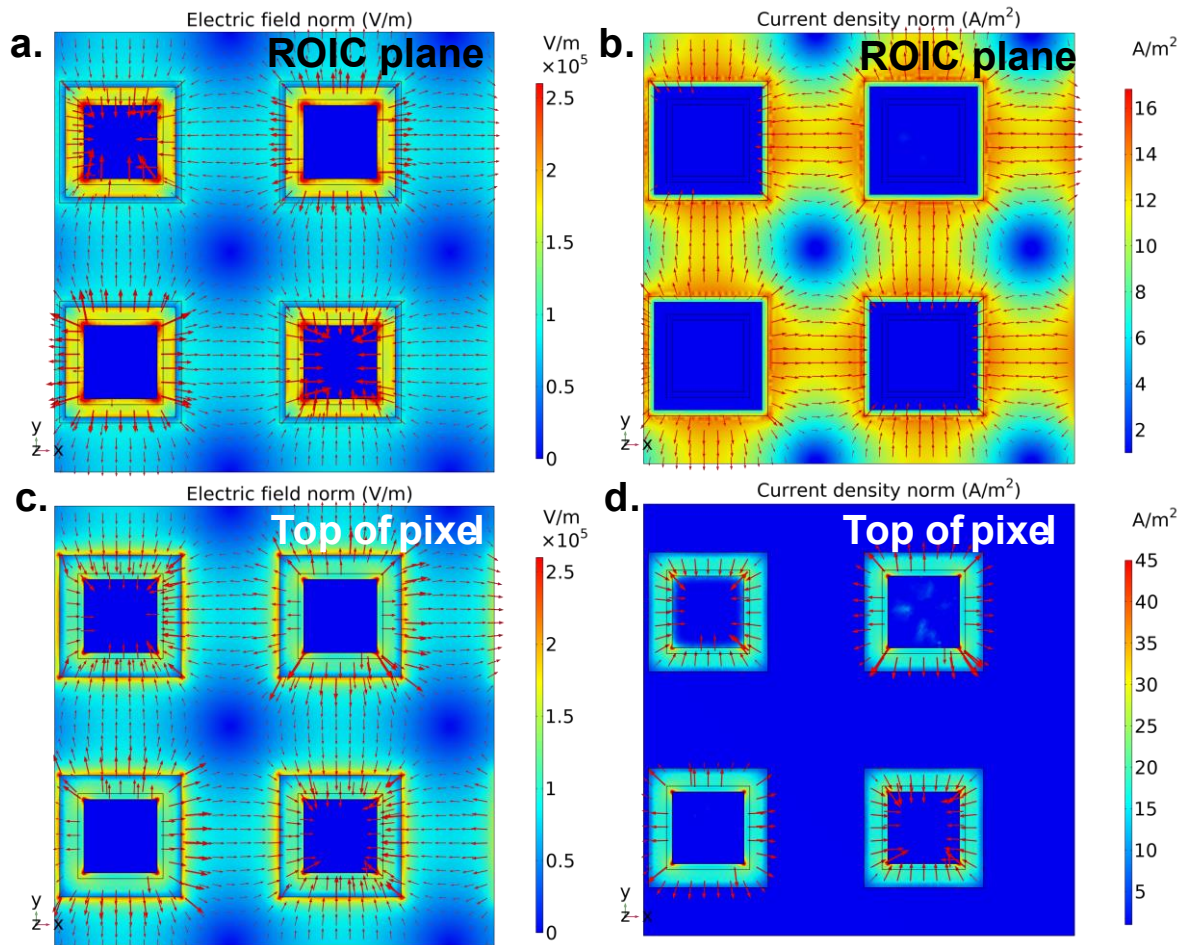 Electric field norm (V/m)
a.
ROIC plane
V/m
×10⁵
2.5
2
1.5
1
0.5
0
y
z x
Current density norm (A/m²)
b.
ROIC plane
A/m²
16
14
12
10
8
6
4
2
y
z x
Electric field norm (V/m)
c.
Top of pixel
V/m
×10⁵
2.5
2
1.5
1
0.5
0
y
z x
Current density norm (A/m²)
d.
Top of pixel
A/m²
45
40
35
30
25
20
15
10
5
y
z x